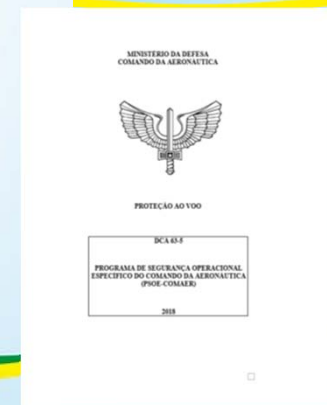 MINISTÉRIO DA DEFESA
COMANDO DA AERONÁUTICA
PROTEÇÃO AO VOO
DCA 63-5
PROGRAMA DE SEGURANÇA OPERACIONAL
ESPECÍFICO DO COMANDO DA AERONÁUTICA
(PSOE-COMAER)
2018